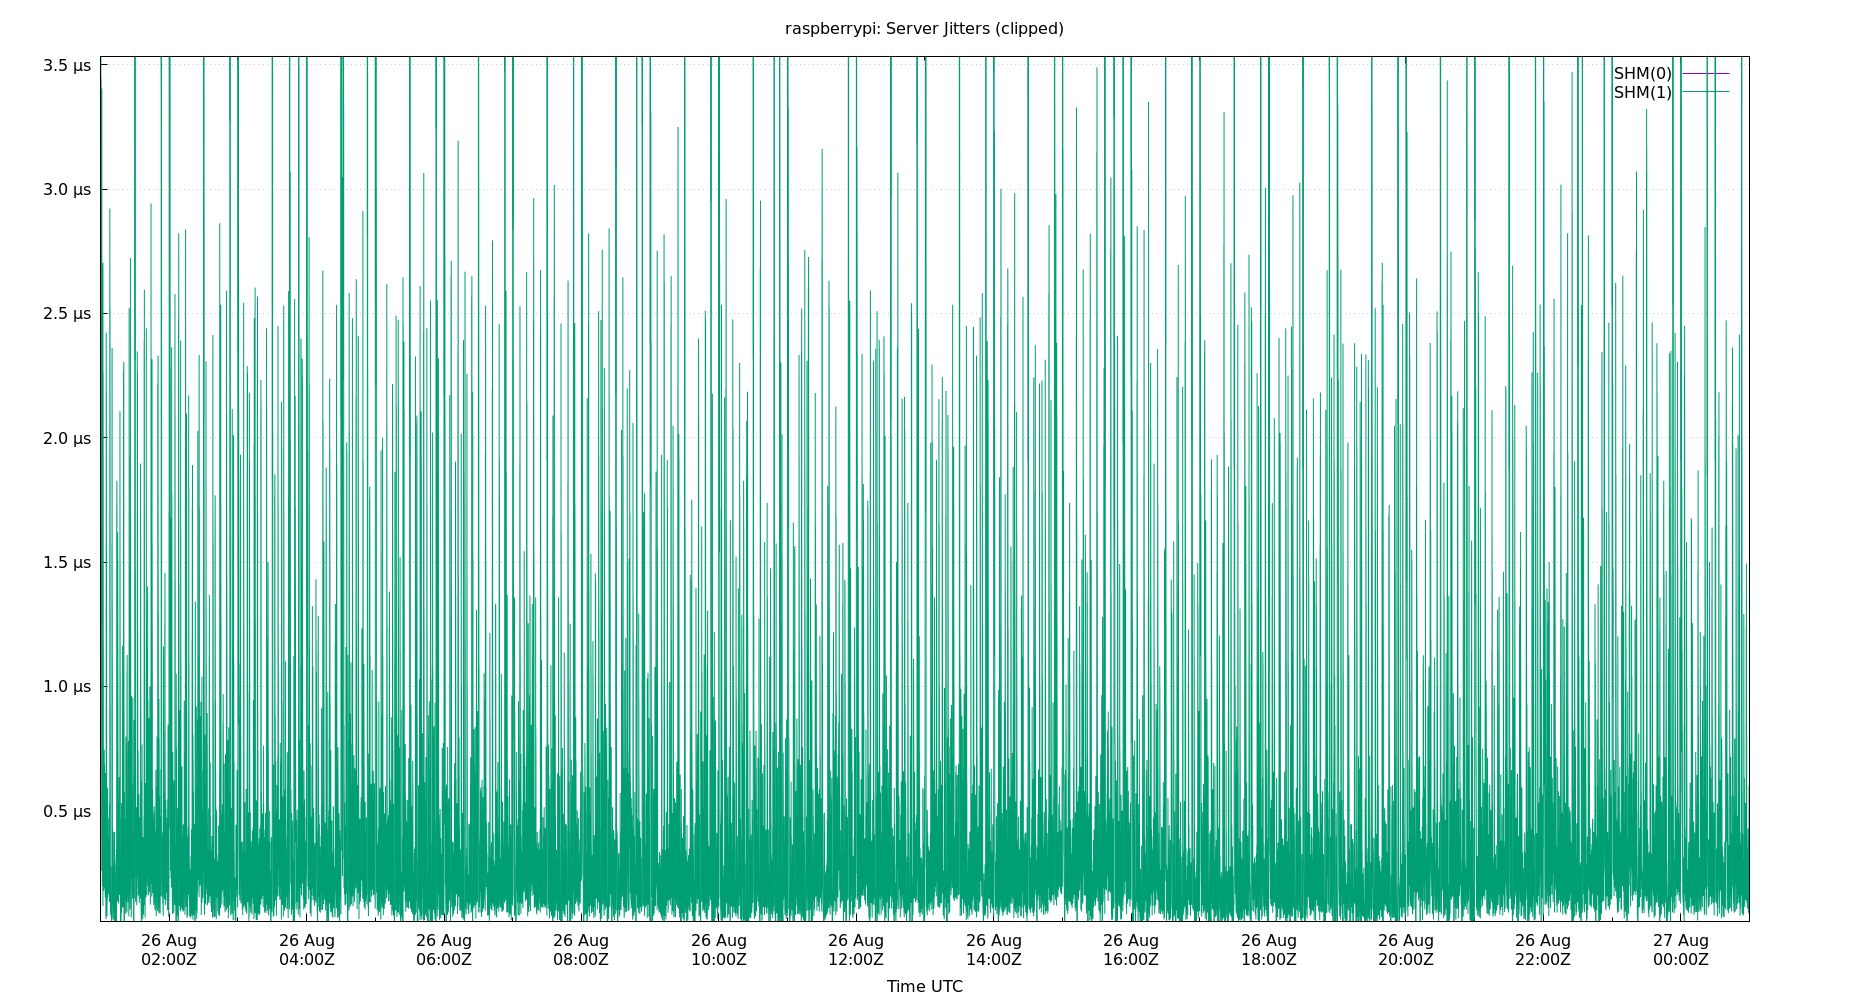 raspberrypi: Server Jitters (clipped)
3.5 µs
3.0 µs
2.5 µs
2.0 µs
1.5 µs
1.0 µs
0.5 µs
SHM(0)
SHM(1)
26 Aug 26 Aug 26 Aug 26 Aug 26 Aug 26 Aug 26 Aug 26 Aug 26 Aug 26 Aug 26 Aug 27 Aug
02:00Z 04:00Z 06:00Z 08:00Z 10:00Z 12:00Z 14:00Z 16:00Z 18:00Z 20:00Z 22:00Z 00:00Z
Time UTC